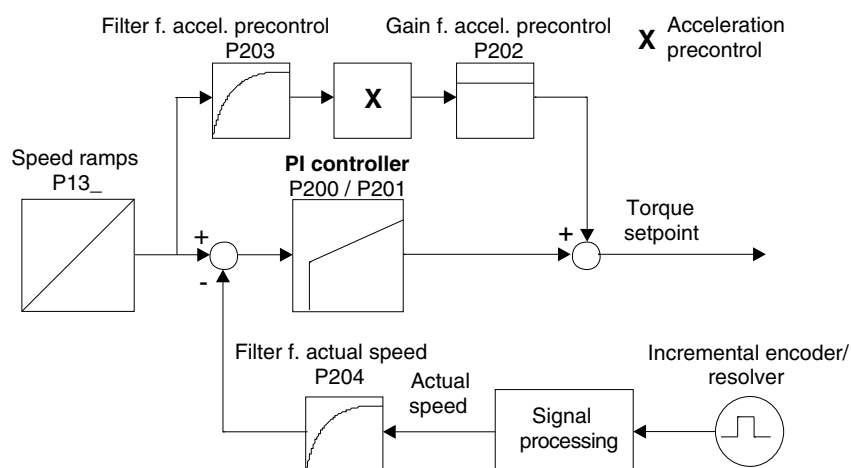 Filter f. accel. precontrol
P203
Gain f. accel. precontrol
P202
X Acceleration
precontrol
X
Speed ramps
P13_
PI controller
P200 / P201
Torque
setpoint
+
+
-
Filter f. actual speed
P204
Actual
speed
Signal
processing
Incremental encoder/
resolver